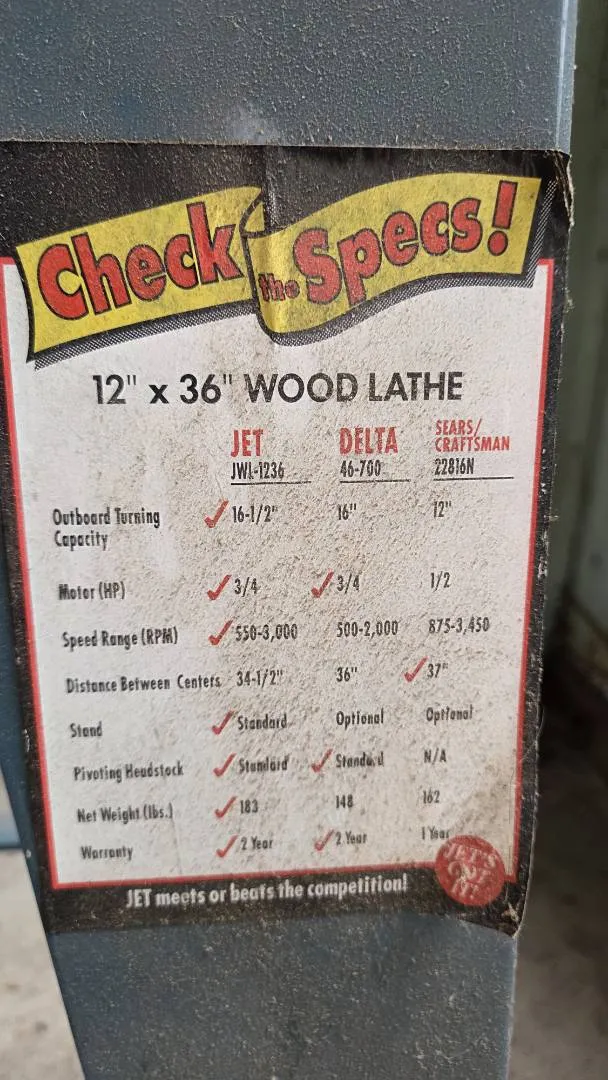 Check the Specs!
12" x 36" WOOD LATHE
JET DELTA SEARS/
CRAFTSMAN
JWL-1236 46-700 22816N
Outboard Turning ✓ 16-1/2" 16" 12"
Capacity
Motor (HP) ✓ 3/4 ✓ 3/4 1/2
Speed Range (RPM) ✓ 550-3,000 500-2,000 875-3,450
Distance Between Centers 34-1/2" 36" ✓ 37"
Stand ✓ Standard Optional Optional
Pivoting Headstock ✓ Standard ✓ Standard N/A
Net Weight (lbs.) ✓ 183 148 162
Warranty ✓ 2 Year ✓ 2 Year 1 Year
JET meets or beats the competition!